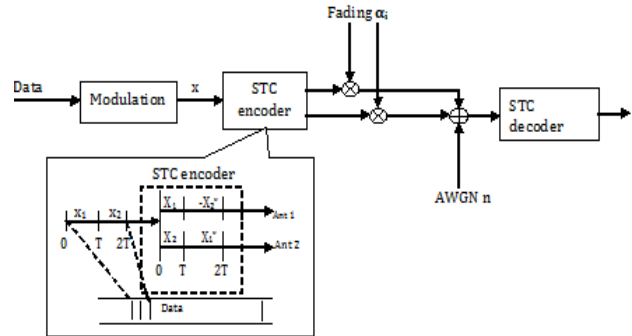 Fading αᵢ
Data
Modulation
x
STC
encoder
STC
decoder
AWGN n
STC encoder
x₁ x₂
0 T 2T
X₁ -X₂* Ant 1
X₂ X₁* Ant 2
0 T 2T
Data